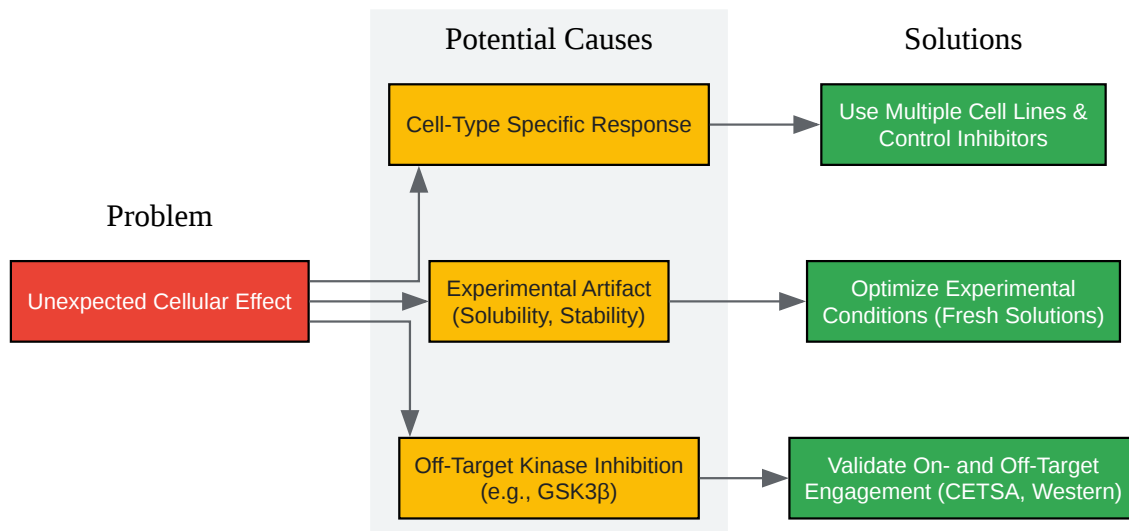 Potential Causes
Solutions
Cell-Type Specific Response
Use Multiple Cell Lines &
Control Inhibitors
Problem
Unexpected Cellular Effect
Experimental Artifact
(Solubility, Stability)
Optimize Experimental
Conditions (Fresh Solutions)
Off-Target Kinase Inhibition
(e.g., GSK3β)
Validate On- and Off-Target
Engagement (CETSA, Western)